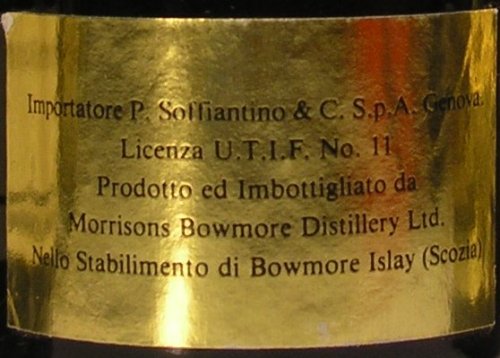 Importatore P. Soffiantino & C. S.p.A. Genova.
Licenza U.T.I.F. No. 11
Prodotto ed Imbottigliato da
Morrisons Bowmore Distillery Ltd.
Nello Stabilimento di Bowmore Islay (Scozia)